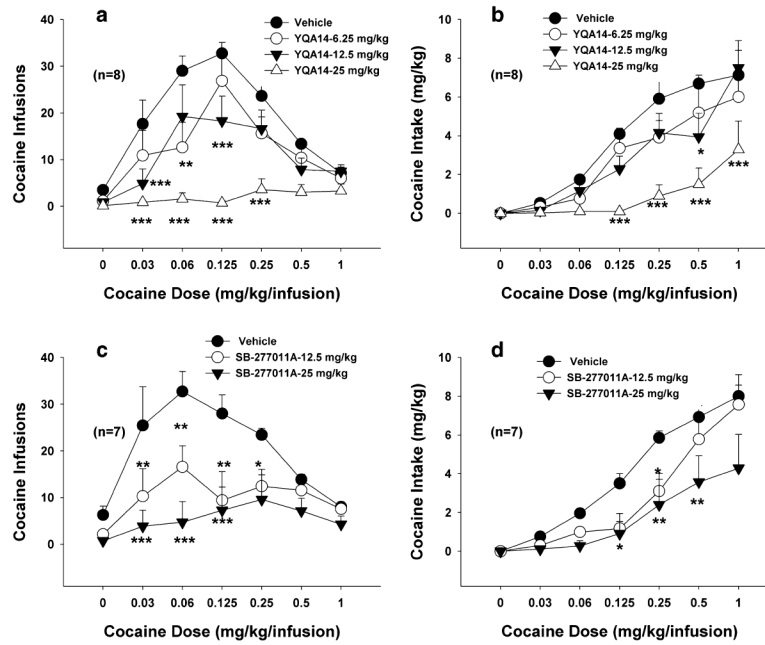 a
Vehicle
YQA14-6.25 mg/kg
YQA14-12.5 mg/kg
YQA14-25 mg/kg
(n=8)
Cocaine Infusions
40
30
20
10
0
***
**
***
***
***
***
***
0 0.03 0.06 0.125 0.25 0.5 1
Cocaine Dose (mg/kg/infusion)
b
Vehicle
YQA14-6.25 mg/kg
YQA14-12.5 mg/kg
YQA14-25 mg/kg
(n=8)
Cocaine Intake (mg/kg)
10
8
6
4
2
0
*
***
***
***
***
0 0.03 0.06 0.125 0.25 0.5 1
Cocaine Dose (mg/kg/infusion)
c
Vehicle
SB-277011A-12.5 mg/kg
SB-277011A-25 mg/kg
(n=7)
Cocaine Infusions
40
30
20
10
0
**
**
**
*
***
***
***
0 0.03 0.06 0.125 0.25 0.5 1
Cocaine Dose (mg/kg/infusion)
d
Vehicle
SB-277011A-12.5 mg/kg
SB-277011A-25 mg/kg
(n=7)
Cocaine Intake (mg/kg)
10
8
6
4
2
0
*
*
**
**
0 0.03 0.06 0.125 0.25 0.5 1
Cocaine Dose (mg/kg/infusion)